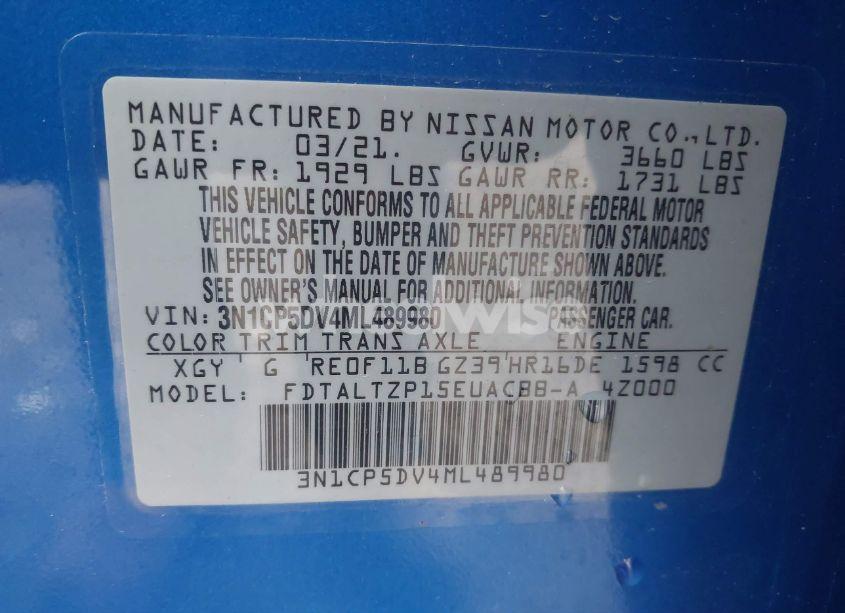 MANUFACTURED BY NISSAN MOTOR CO., LTD.
DATE: 03/21. GVWR: 3660 LBS
GAWR FR: 1929 LBS GAWR RR: 1731 LBS
THIS VEHICLE CONFORMS TO ALL APPLICABLE FEDERAL MOTOR
VEHICLE SAFETY, BUMPER AND THEFT PREVENTION STANDARDS
IN EFFECT ON THE DATE OF MANUFACTURE SHOWN ABOVE.
SEE OWNER'S MANUAL FOR ADDITIONAL INFORMATION.
VIN: 3N1CP5DV4ML489980 PASSENGER CAR.
COLOR TRIM TRANS AXLE ENGINE
XGY G RE0F11B GZ39 HR16DE 1598 CC
MODEL: FDTALTZP15EUACBB-A 4Z000
3N1CP5DV4ML489980